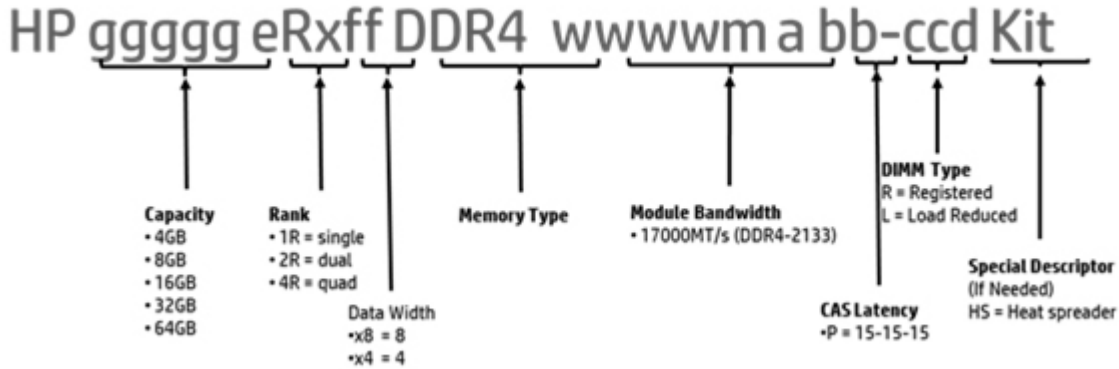 HP ggggg eRxff DDR4 wwwwm a bb-ccd Kit
Capacity
• 4GB
• 8GB
• 16GB
• 32GB
• 64GB
Rank
• 1R = single
• 2R = dual
• 4R = quad
Data Width
•x8 = 8
•x4 = 4
Memory Type
Module Bandwidth
• 17000MT/s (DDR4-2133)
CAS Latency
•P = 15-15-15
DIMM Type
R = Registered
L = Load Reduced
Special Descriptor
(If Needed)
HS = Heat spreader